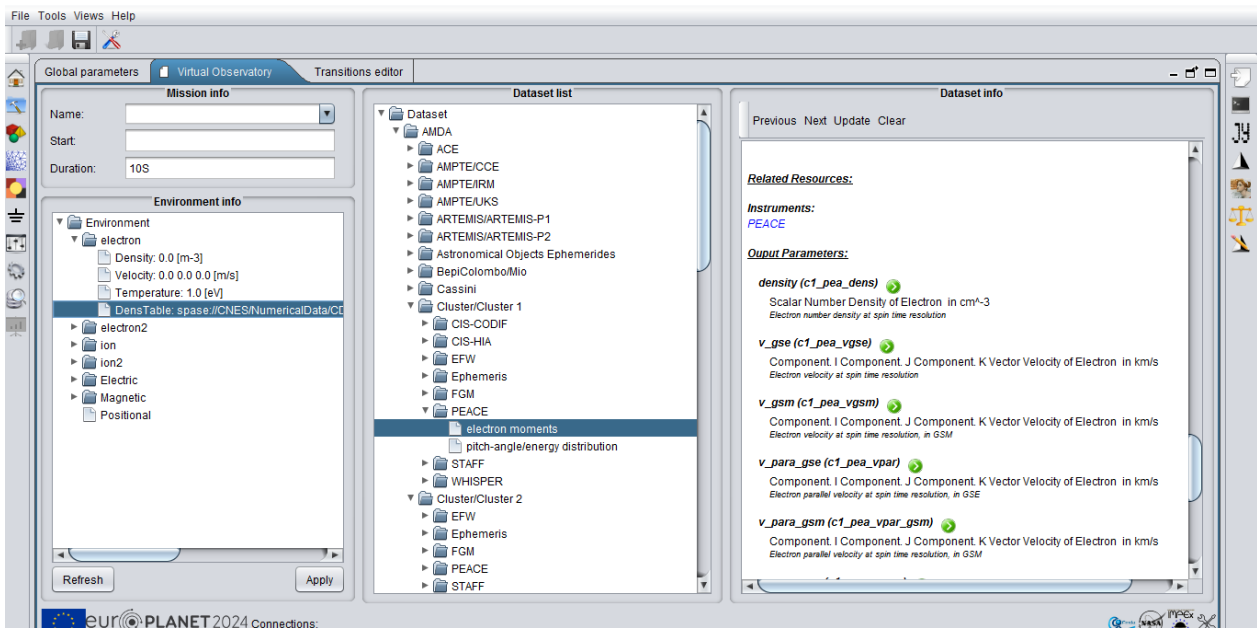 File Tools Views Help
Global parameters
Virtual Observatory
Transitions editor
Mission info
Name:
Start:
Duration: 10S
Environment info
Environment
electron
Density: 0.0 [m-3]
Velocity: 0.0 0.0 0.0 [m/s]
Temperature: 1.0 [eV]
DensTable: spase://CNES/NumericalData/CD
electron2
ion
ion2
Electric
Magnetic
Positional
Refresh
Apply
Dataset list
Dataset
AMDA
ACE
AMPTE/CCE
AMPTE/IRM
AMPTE/UKS
ARTEMIS/ARTEMIS-P1
ARTEMIS/ARTEMIS-P2
Astronomical Objects Ephemerides
BepiColombo/Mio
Cassini
Cluster/Cluster 1
CIS-CODIF
CIS-HIA
EFW
Ephemeris
FGM
PEACE
electron moments
pitch-angle/energy distribution
STAFF
WHISPER
Cluster/Cluster 2
EFW
Ephemeris
FGM
PEACE
STAFF
Dataset info
Previous Next Update Clear
Related Resources:
Instruments:
PEACE
Ouput Parameters:
density (c1_pea_dens)
Scalar Number Density of Electron in cm^-3
Electron number density at spin time resolution
v_gse (c1_pea_vgse)
Component. I Component. J Component. K Vector Velocity of Electron in km/s
Electron velocity at spin time resolution
v_gsm (c1_pea_vgsm)
Component. I Component. J Component. K Vector Velocity of Electron in km/s
Electron velocity at spin time resolution, in GSM
v_para_gse (c1_pea_vpar)
Component. I Component. J Component. K Vector Velocity of Electron in km/s
Electron parallel velocity at spin time resolution, in GSE
v_para_gsm (c1_pea_vpar_gsm)
Component. I Component. J Component. K Vector Velocity of Electron in km/s
Electron parallel velocity at spin time resolution, in GSM
Jy
europlanet 2024 Connections:
NASA
IMPEx